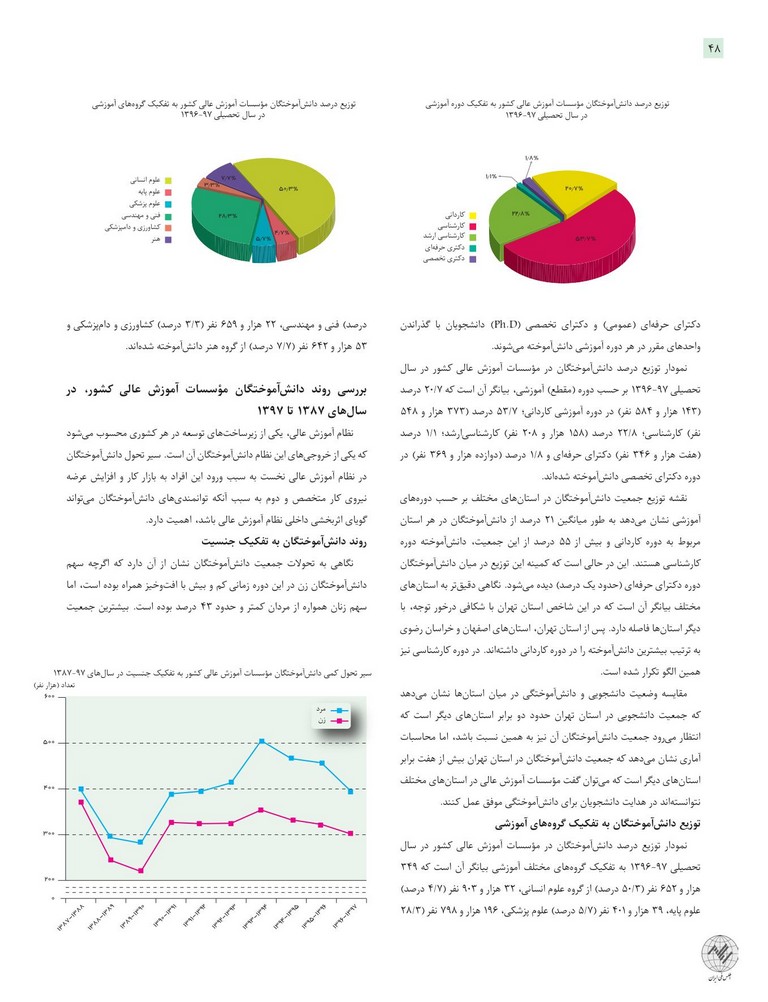 ۴۸
توزیع درصد دانش‌آموختگان مؤسسات آموزش عالی کشور به تفکیک دوره آموزشی
در سال تحصیلی ۹۷-۱۳۹۶
۱/۸%
۱/۱%
۲۰/۷%
۲۲/۸%
۵۳/۷%
کاردانی
کارشناسی
کارشناسی ارشد
دکتری حرفه‌ای
دکتری تخصصی
توزیع درصد دانش‌آموختگان مؤسسات آموزش عالی کشور به تفکیک گروه‌های آموزشی
در سال تحصیلی ۹۷-۱۳۹۶
۷/۷%
۳/۳%
۵۰/۳%
۲۸/۳%
۵/۷%
۴/۷%
علوم انسانی
علوم پایه
علوم پزشکی
فنی و مهندسی
کشاورزی و دامپزشکی
هنر
دکترای حرفه‌ای (عمومی) و دکترای تخصصی (Ph.D) دانشجویان با گذراندن
واحدهای مقرر در هر دوره آموزشی دانش‌آموخته می‌شوند.
نمودار توزیع درصد دانش‌آموختگان در مؤسسات آموزش عالی کشور در سال
تحصیلی ۹۷-۱۳۹۶ بر حسب دوره (مقطع) آموزشی، بیانگر آن است که ۲۰/۷ درصد
(۱۴۳ هزار و ۵۸۴ نفر) در دوره آموزشی کاردانی؛ ۵۳/۷ درصد (۳۷۳ هزار و ۵۴۸
نفر) کارشناسی؛ ۲۲/۸ درصد (۱۵۸ هزار و ۲۰۸ نفر) کارشناسی‌ارشد؛ ۱/۱ درصد
(هفت هزار و ۳۴۶ نفر) دکترای حرفه‌ای و ۱/۸ درصد (دوازده هزار و ۳۶۹ نفر) در
دوره دکترای تخصصی دانش‌آموخته شده‌اند.
نقشه توزیع جمعیت دانش‌آموختگان در استان‌های مختلف بر حسب دوره‌های
آموزشی نشان می‌دهد به طور میانگین ۲۱ درصد از دانش‌آموختگان در هر استان
مربوط به دوره کاردانی و بیش از ۵۵ درصد از این جمعیت، دانش‌آموخته دوره
کارشناسی هستند. این در حالی است که کمینه این توزیع در میان دانش‌آموختگان
دوره دکترای حرفه‌ای (حدود یک درصد) دیده می‌شود. نگاهی دقیق‌تر به استان‌های
مختلف بیانگر آن است که در این شاخص استان تهران با شکافی درخور توجه، با
دیگر استان‌ها فاصله دارد. پس از استان تهران، استان‌های اصفهان و خراسان رضوی
به ترتیب بیشترین دانش‌آموخته را در دوره کاردانی داشته‌اند. در دوره کارشناسی نیز
همین الگو تکرار شده است.
مقایسه وضعیت دانشجویی و دانش‌آموختگی در میان استان‌ها نشان می‌دهد
که جمعیت دانشجویی در استان تهران حدود دو برابر استان‌های دیگر است که
انتظار می‌رود جمعیت دانش‌آموختگان آن نیز به همین نسبت باشد، اما محاسبات
آماری نشان می‌دهد که جمعیت دانش‌آموختگان در استان تهران بیش از هفت برابر
استان‌های دیگر است که می‌توان گفت مؤسسات آموزش عالی در استان‌های مختلف
نتوانسته‌اند در هدایت دانشجویان برای دانش‌آموختگی موفق عمل کنند.
توزیع دانش‌آموختگان به تفکیک گروه‌های آموزشی
نمودار توزیع درصد دانش‌آموختگان در مؤسسات آموزش عالی کشور در سال
تحصیلی ۹۷-۱۳۹۶ به تفکیک گروه‌های مختلف آموزشی بیانگر آن است که ۳۴۹
هزار و ۶۵۲ نفر (۵۰/۳ درصد) از گروه علوم انسانی، ۳۲ هزار و ۹۰۳ نفر (۴/۷ درصد)
علوم پایه، ۳۹ هزار و ۴۰۱ نفر (۵/۷ درصد) علوم پزشکی، ۱۹۶ هزار و ۷۹۸ نفر (۲۸/۳
درصد) فنی و مهندسی، ۲۲ هزار و ۶۵۹ نفر (۳/۳ درصد) کشاورزی و دام‌پزشکی و
۵۳ هزار و ۶۴۲ نفر (۷/۷ درصد) از گروه هنر دانش‌آموخته شده‌اند.
بررسی روند دانش‌آموختگان مؤسسات آموزش عالی کشور، در
سال‌های ۱۳۸۷ تا ۱۳۹۷
نظام آموزش عالی، یکی از زیرساخت‌های توسعه در هر کشوری محسوب می‌شود
که یکی از خروجی‌های این نظام دانش‌آموختگان آن است. سیر تحول دانش‌آموختگان
در نظام آموزش عالی نخست به سبب ورود این افراد به بازار کار و افزایش عرضه
نیروی کار متخصص و دوم به سبب آنکه توانمندی‌های دانش‌آموختگان می‌تواند
گویای اثربخشی داخلی نظام آموزش عالی باشد، اهمیت دارد.
روند دانش‌آموختگان به تفکیک جنسیت
نگاهی به تحولات جمعیت دانش‌آموختگان نشان از آن دارد که اگرچه سهم
دانش‌آموختگان زن در این دوره زمانی کم و بیش با افت‌وخیز همراه بوده است، اما
سهم زنان همواره از مردان کمتر و حدود ۴۳ درصد بوده است. بیشترین جمعیت
سیر تحول کمی دانش‌آموختگان مؤسسات آموزش عالی کشور به تفکیک جنسیت در سال‌های ۹۷-۱۳۸۷
تعداد (هزار نفر)
مرد
زن
۶۰۰
۵۰۰
۴۰۰
۳۰۰
۲۰۰
۰
۱۳۸۷-۱۳۸۸
۱۳۸۸-۱۳۸۹
۱۳۸۹-۱۳۹۰
۱۳۹۰-۱۳۹۱
۱۳۹۱-۱۳۹۲
۱۳۹۲-۱۳۹۳
۱۳۹۳-۱۳۹۴
۱۳۹۴-۱۳۹۵
۱۳۹۵-۱۳۹۶
۱۳۹۶-۱۳۹۷